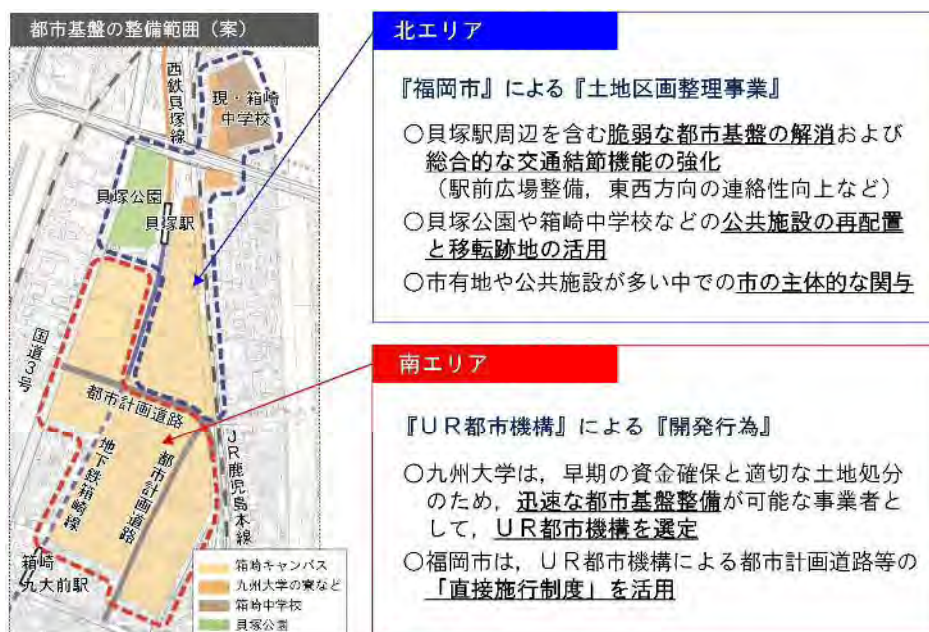 都市基盤の整備範囲（案）
西鉄貝塚線
現・箱崎
中学校
貝塚公園
貝塚駅
国道3号
都市計画道路
地下鉄箱崎線
都市計画道路
JR鹿児島本線
箱崎
九大前駅
箱崎キャンパス
九州大学の寮など
箱崎中学校
貝塚公園
北エリア
『福岡市』による『土地区画整理事業』
○貝塚駅周辺を含む脆弱な都市基盤の解消および
総合的な交通結節機能の強化
（駅前広場整備，東西方向の連絡性向上など）
○貝塚公園や箱崎中学校などの公共施設の再配置
と移転跡地の活用
○市有地や公共施設が多い中での市の主体的な関与
南エリア
『ＵＲ都市機構』による『開発行為』
○九州大学は，早期の資金確保と適切な土地処分
のため，迅速な都市基盤整備が可能な事業者と
して，ＵＲ都市機構を選定
○福岡市は，ＵＲ都市機構による都市計画道路等の
「直接施行制度」を活用